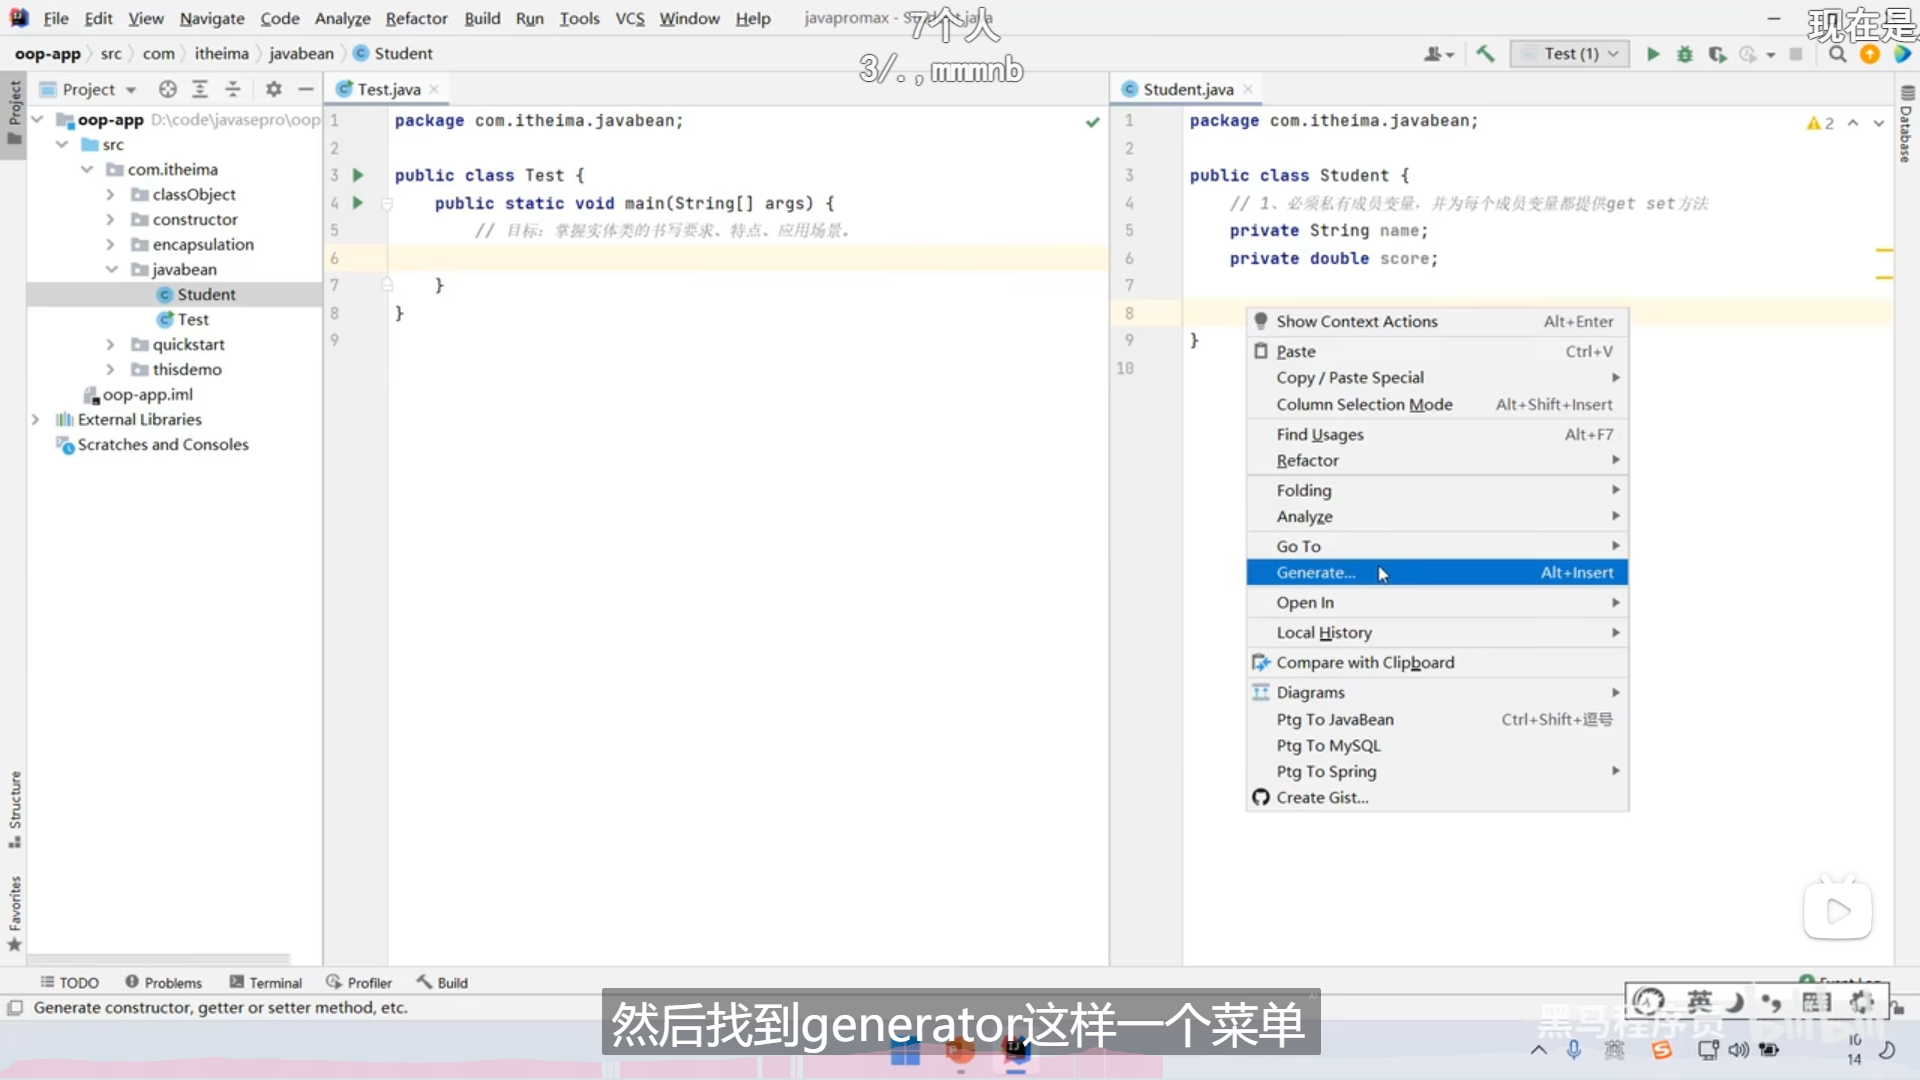 File Edit View Navigate Code Analyze Refactor Build Run Tools VCS Window Help javapromax - Student.java
7个人
现在是
oop-app src com itheima javabean Student
3/. , mmmnb
Test (1)
Project
Project
Test.java
Student.java
Database
oop-app D:\code\javasepro\oop
src
com.itheima
classObject
constructor
encapsulation
javabean
Student
Test
quickstart
thisdemo
oop-app.iml
External Libraries
Scratches and Consoles
1 package com.itheima.javabean;
2
3 public class Test {
4 public static void main(String[] args) {
5 // 目标：掌握实体类的书写要求、特点、应用场景。
6
7 }
8 }
9
1 package com.itheima.javabean;
2
2
3 public class Student {
4 // 1、必须私有成员变量，并为每个成员变量都提供get set方法
5 private String name;
6 private double score;
7
8
9 }
10
Show Context Actions Alt+Enter
Paste Ctrl+V
Copy / Paste Special
Column Selection Mode Alt+Shift+Insert
Find Usages Alt+F7
Refactor
Folding
Analyze
Go To
Generate... Alt+Insert
Open In
Local History
Compare with Clipboard
Diagrams
Ptg To JavaBean Ctrl+Shift+逗号
Ptg To MySQL
Ptg To Spring
Create Gist...
Structure
Favorites
TODO Problems Terminal Profiler Build
Event Log
Generate constructor, getter or setter method, etc.
英
黑马程序员
bilibili
然后找到generator这样一个菜单
英
10
14